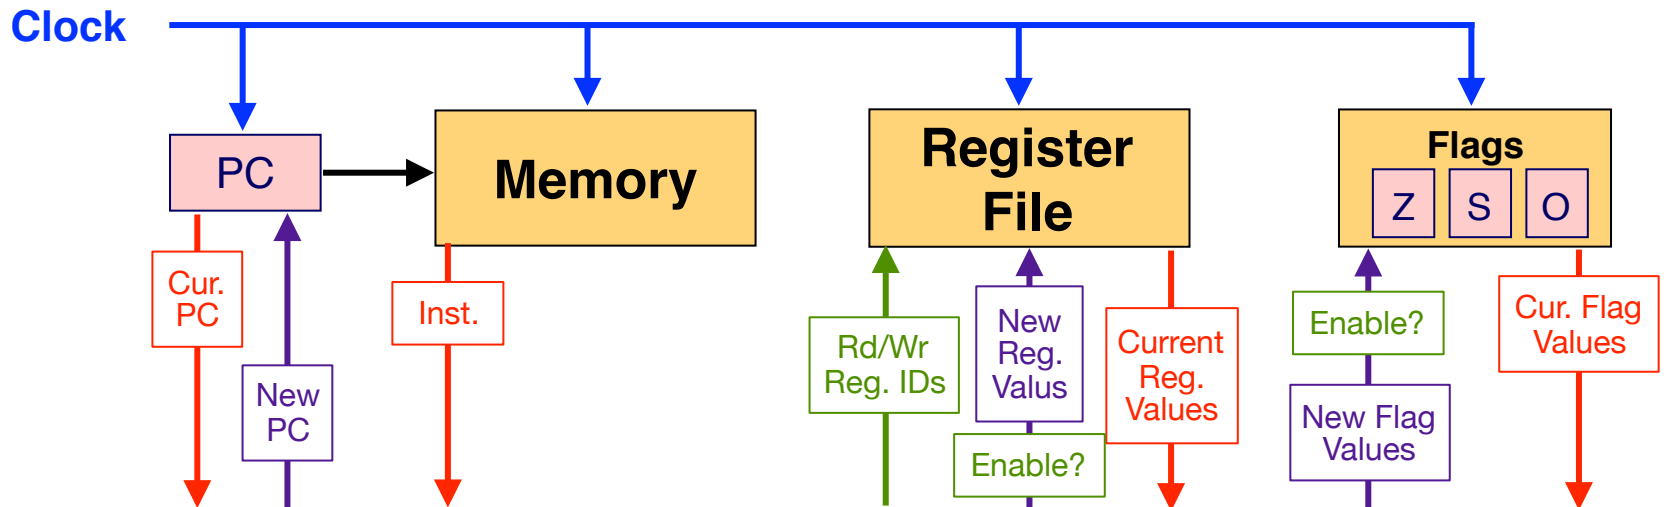 Clock
PC
Memory
Register
File
Flags
Z S O
Cur.
PC
New
PC
Inst.
Rd/Wr
Reg. IDs
New
Reg.
Valus
Enable?
Current
Reg.
Values
Enable?
New Flag
Values
Cur. Flag
Values